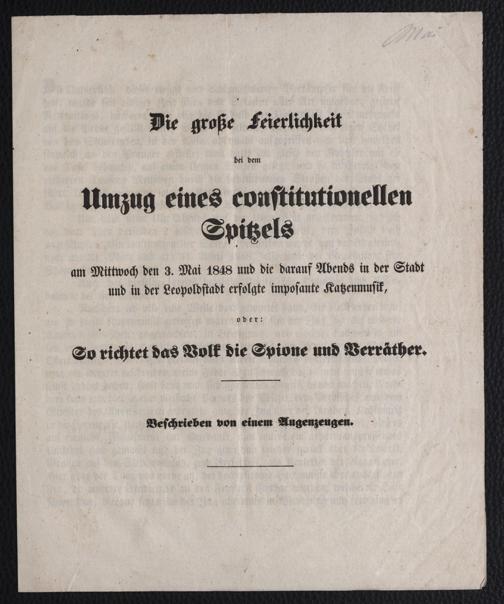 Mai
Die große Feierlichkeit
bei dem
Umzug eines constitutionellen
Spitzels
am Mittwoch den 3. Mai 1848 und die darauf Abends in der Stadt
und in der Leopoldstadt erfolgte imposante Katzenmusik,
oder:
So richtet das Volk die Spione und Verräther.
Beschrieben von einem Augenzeugen.